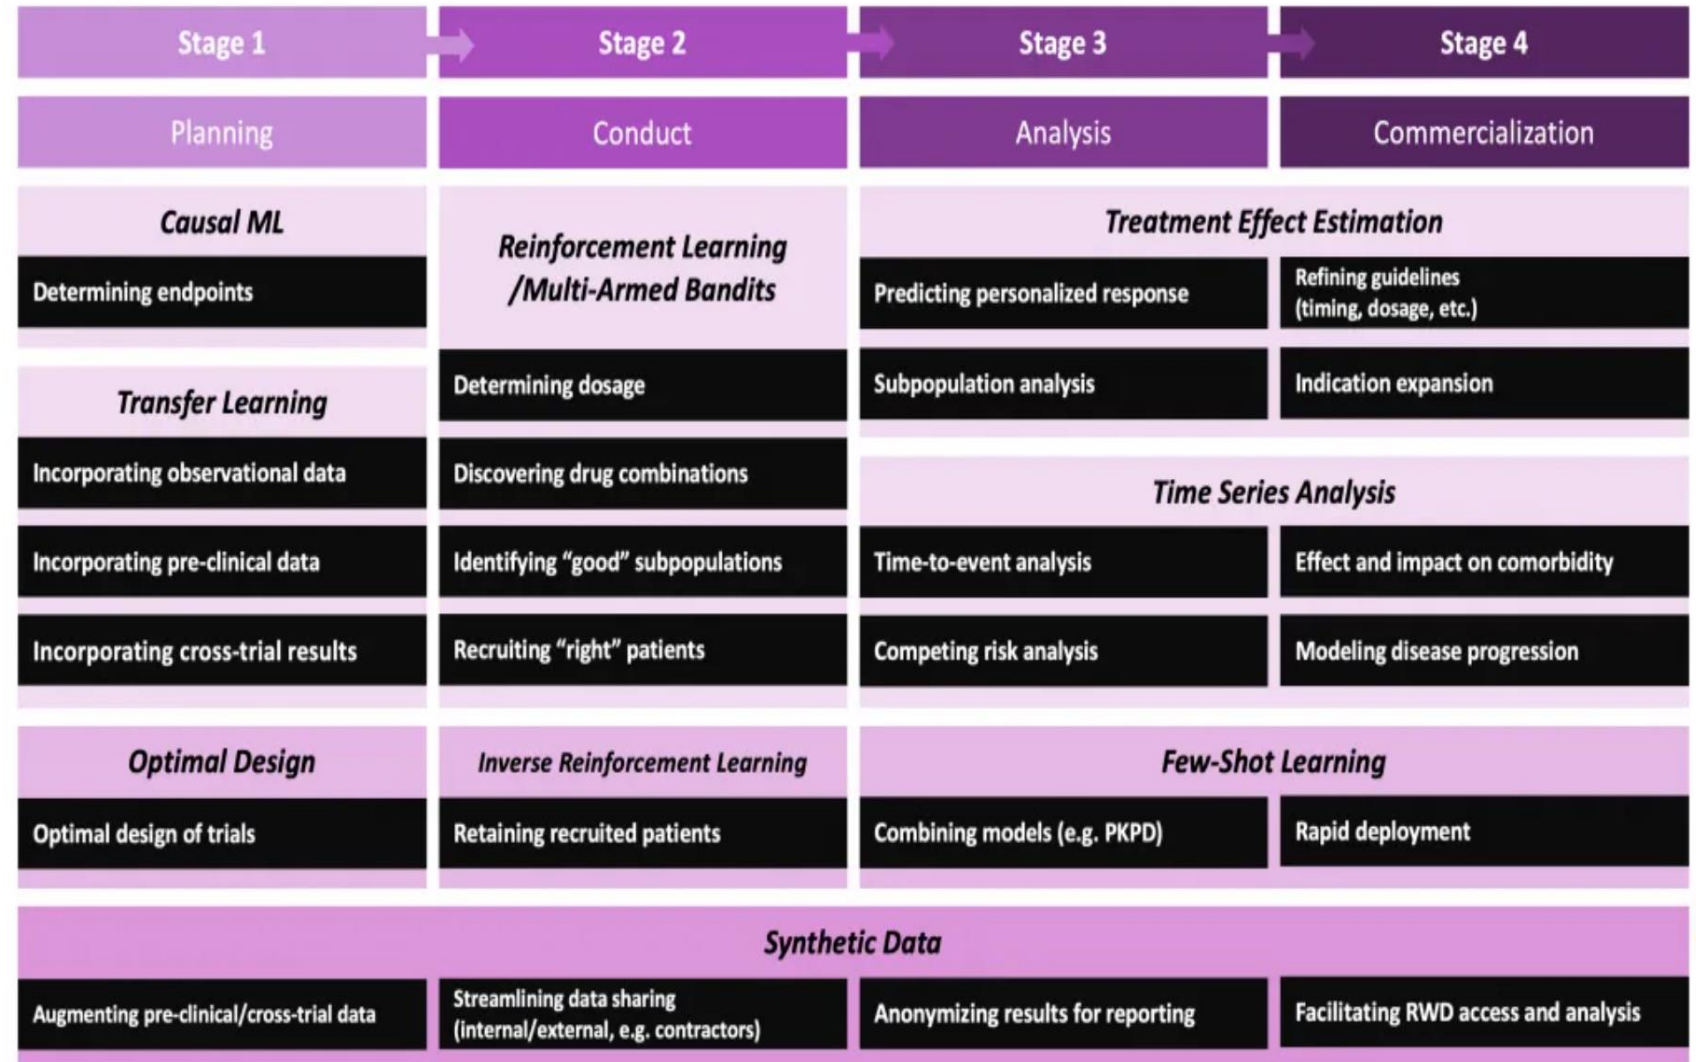 Stage 1
Stage 2
Stage 3
Stage 4
Planning
Conduct
Analysis
Commercialization
Causal ML
Determining endpoints
Transfer Learning
Incorporating observational data
Incorporating pre-clinical data
Incorporating cross-trial results
Reinforcement Learning
/Multi-Armed Bandits
Determining dosage
Discovering drug combinations
Identifying “good” subpopulations
Recruiting “right” patients
Treatment Effect Estimation
Predicting personalized response
Refining guidelines
(timing, dosage, etc.)
Subpopulation analysis
Indication expansion
Time Series Analysis
Time-to-event analysis
Effect and impact on comorbidity
Competing risk analysis
Modeling disease progression
Optimal Design
Optimal design of trials
Inverse Reinforcement Learning
Retaining recruited patients
Few-Shot Learning
Combining models (e.g. PKPD)
Rapid deployment
Synthetic Data
Augmenting pre-clinical/cross-trial data
Streamlining data sharing
(internal/external, e.g. contractors)
Anonymizing results for reporting
Facilitating RWD access and analysis